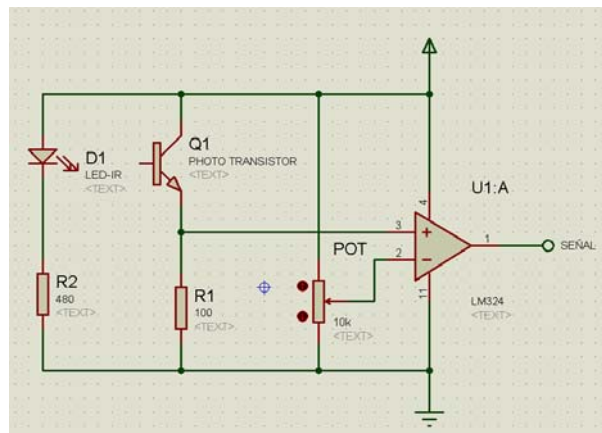 D1
LED-IR
<TEXT>
Q1
PHOTO TRANSISTOR
<TEXT>
U1:A
4
3
2
1
11
SEÑAL
LM324
<TEXT>
POT
10k
<TEXT>
R2
480
<TEXT>
R1
100
<TEXT>